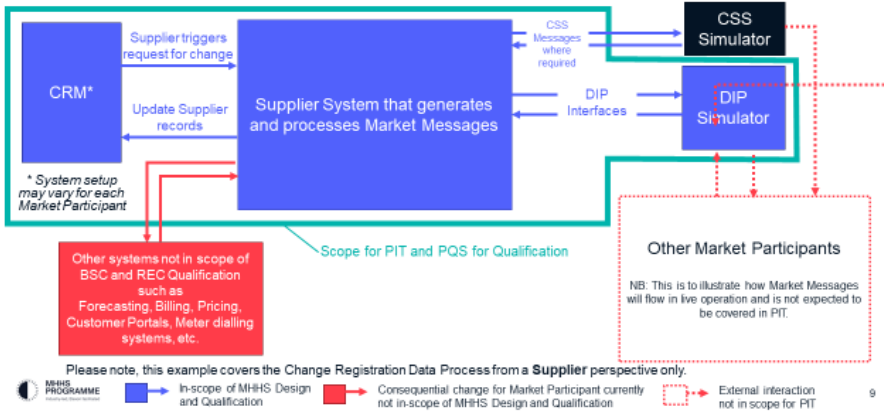 CRM*
Supplier triggers
request for change
Update Supplier
records
* System setup
may vary for each
Market Participant
Supplier System that generates
and processes Market Messages
CSS
Messages
where
required
DIP
Interfaces
CSS
Simulator
DIP
Simulator
Scope for PIT and PQS for Qualification
Other systems not in scope of
BSC and REC Qualification
such as
Forecasting, Billing, Pricing,
Customer Portals, Meter dialling
systems, etc.
Other Market Participants
NB: This is to illustrate how Market Messages
will flow in live operation and is not expected to
be covered in PIT.
Please note, this example covers the Change Registration Data Process from a Supplier perspective only.
MHHS
PROGRAMME
In-scope of MHHS Design
and Qualification
Consequential change for Market Participant currently
not in-scope of MHHS Design and Qualification
External interaction
not in scope for PIT
9